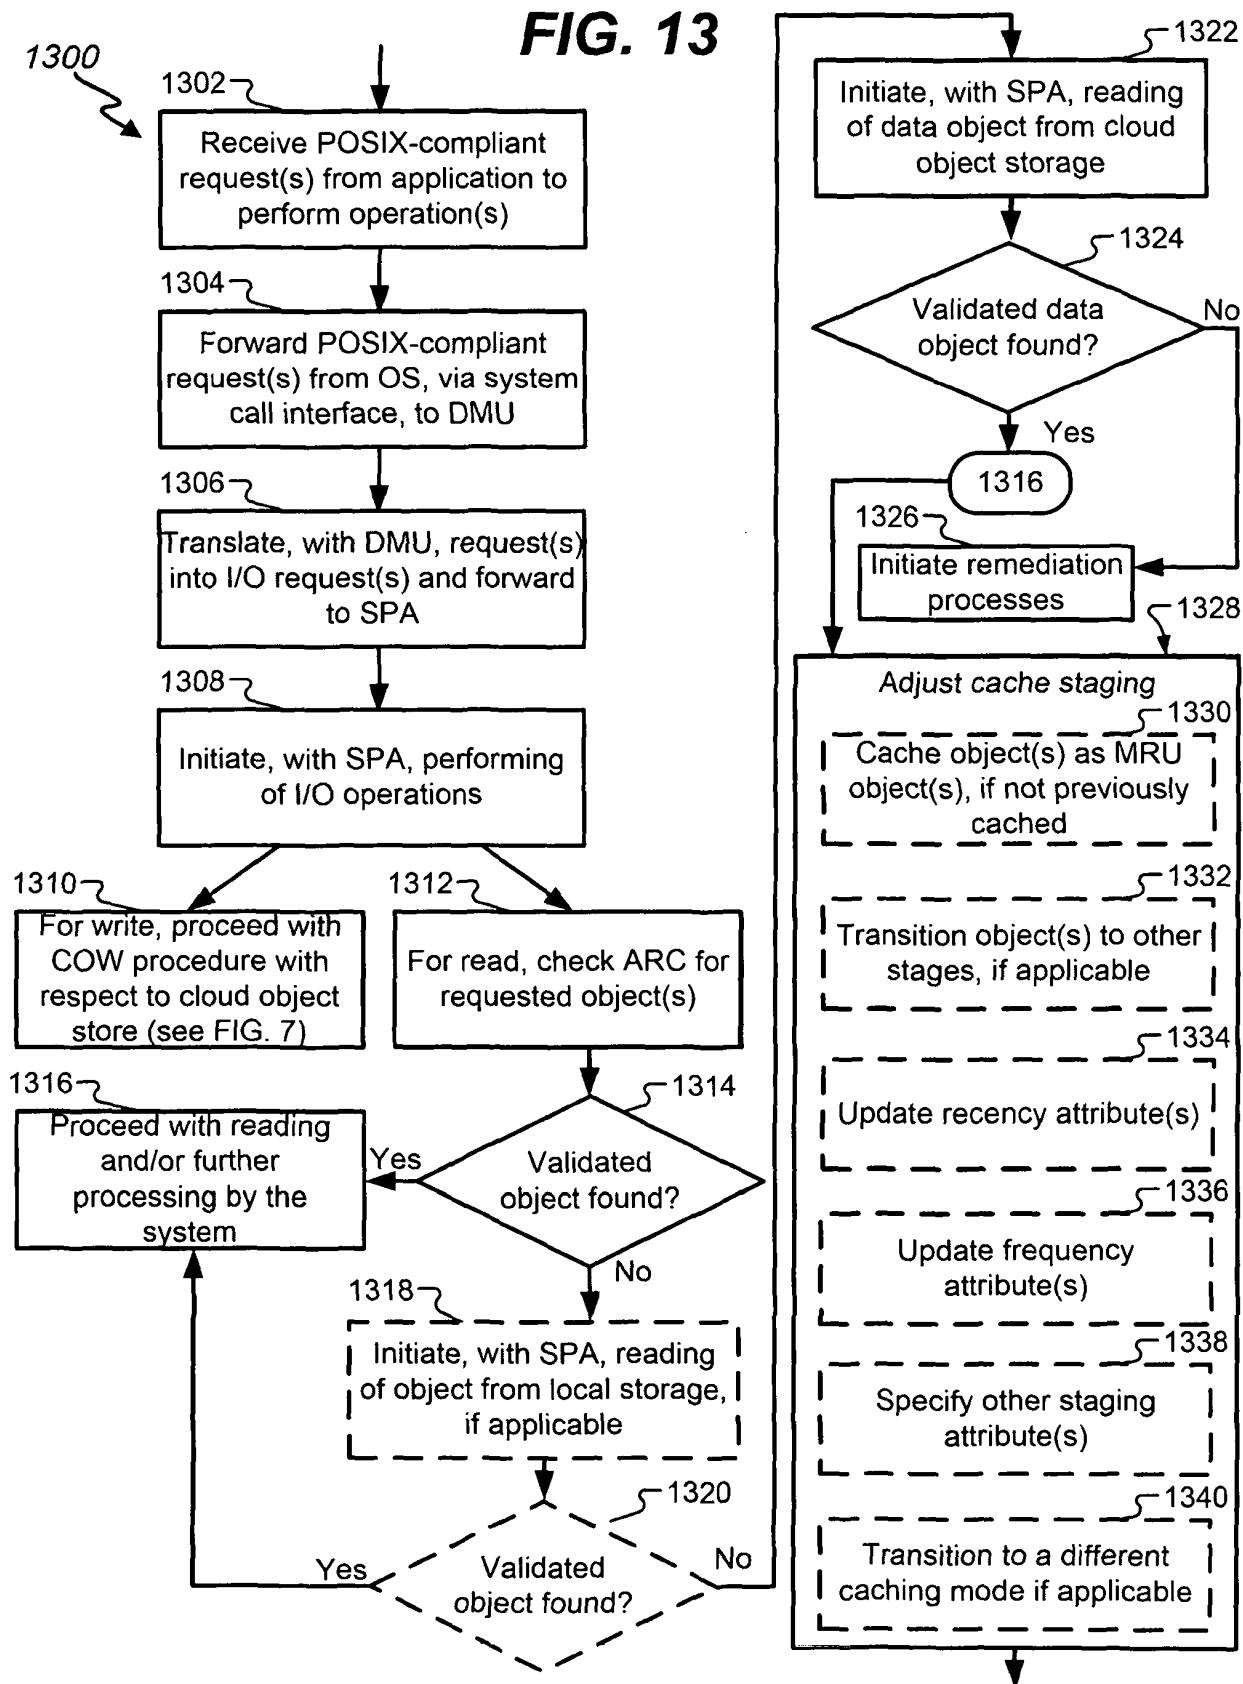 FIG. 13
1300
1302
Receive POSIX-compliant
request(s) from application to
perform operation(s)
1304
Forward POSIX-compliant
request(s) from OS, via system
call interface, to DMU
1306
Translate, with DMU, request(s)
into I/O request(s) and forward
to SPA
1308
Initiate, with SPA, performing
of I/O operations
1310
For write, proceed with
COW procedure with
respect to cloud object
store (see FIG. 7)
1312
For read, check ARC for
requested object(s)
1314
Validated
object found?
Yes
No
1316
Proceed with reading
and/or further
processing by the
system
1318
Initiate, with SPA, reading
of object from local storage,
if applicable
1320
Validated
object found?
Yes
No
1322
Initiate, with SPA, reading
of data object from cloud
object storage
1324
Validated data
object found?
No
Yes
1316
1326
Initiate remediation
processes
1328
Adjust cache staging
1330
Cache object(s) as MRU
object(s), if not previously
cached
1332
Transition object(s) to other
stages, if applicable
1334
Update recency attribute(s)
1336
Update frequency
attribute(s)
1338
Specify other staging
attribute(s)
1340
Transition to a different
caching mode if applicable